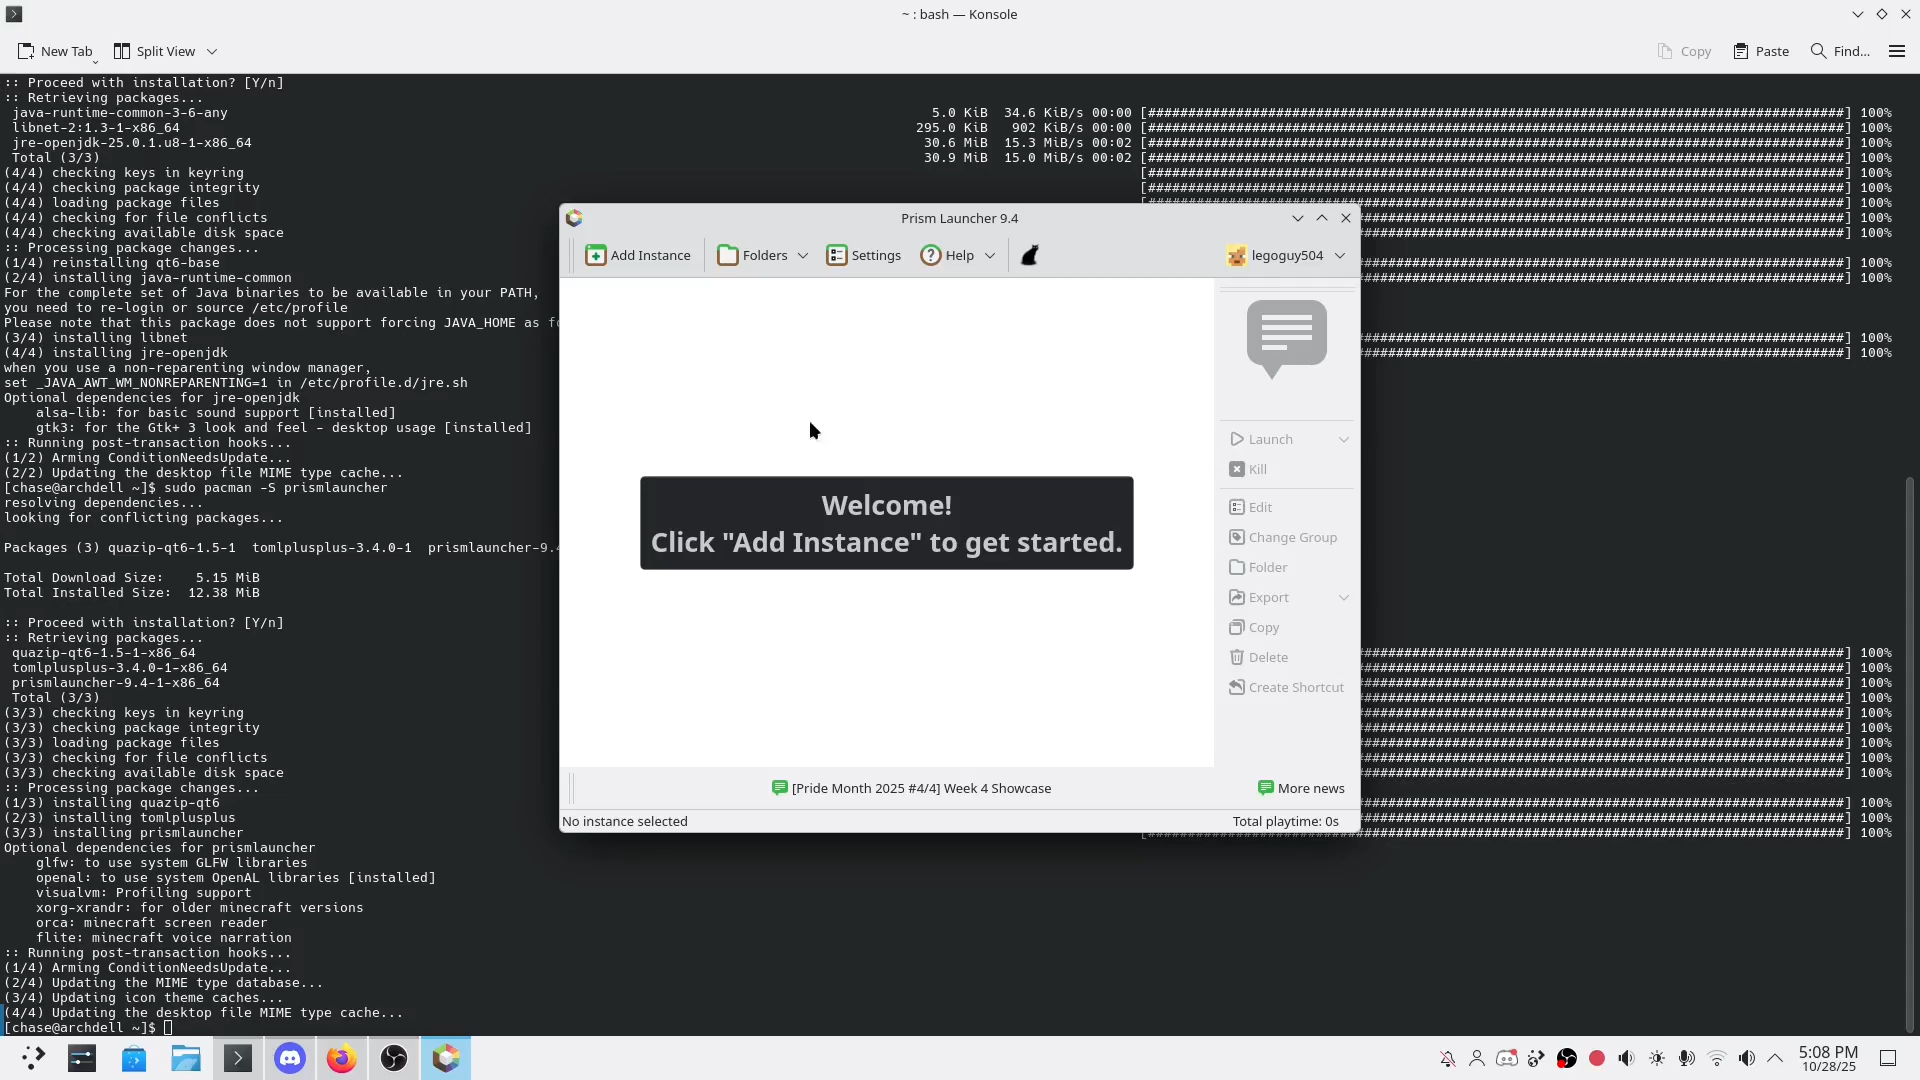 ~ : bash — Konsole
New Tab
Split View
Copy
Paste
Find...
:: Proceed with installation? [Y/n]
:: Retrieving packages...
java-runtime-common-3-6-any 5.0 KiB 34.6 KiB/s 00:00 [######################################################################################] 100%
libnet-2:1.3-1-x86_64 295.0 KiB 902 KiB/s 00:00 [######################################################################################] 100%
jre-openjdk-25.0.1.u8-1-x86_64 30.6 MiB 15.3 MiB/s 00:02 [######################################################################################] 100%
Total (3/3) 30.9 MiB 15.0 MiB/s 00:02 [######################################################################################] 100%
(4/4) checking keys in keyring [######################################################################################] 100%
(4/4) checking package integrity [######################################################################################] 100%
(4/4) loading package files ######] 100%
(4/4) checking for file conflicts ######] 100%
(4/4) checking available disk space ######] 100%
:: Processing package changes...
(1/4) reinstalling qt6-base ######] 100%
(2/4) installing java-runtime-common ######] 100%
For the complete set of Java binaries to be available in your PATH,
you need to re-login or source /etc/profile
Please note that this package does not support forcing JAVA_HOME as
(3/4) installing libnet ######] 100%
(4/4) installing jre-openjdk ######] 100%
when you use a non-reparenting window manager,
set _JAVA_AWT_WM_NONREPARENTING=1 in /etc/profile.d/jre.sh
Optional dependencies for jre-openjdk
alsa-lib: for basic sound support [installed]
gtk3: for the Gtk+ 3 look and feel - desktop usage [installed]
:: Running post-transaction hooks...
(1/2) Arming ConditionNeedsUpdate...
(2/2) Updating the desktop file MIME type cache...
[chase@archdell ~]$ sudo pacman -S prismlauncher
resolving dependencies...
looking for conflicting packages...
Packages (3) quazip-qt6-1.5-1 tomlplusplus-3.4.0-1 prismlauncher-9.4
Total Download Size: 5.15 MiB
Total Installed Size: 12.38 MiB
:: Proceed with installation? [Y/n]
:: Retrieving packages...
quazip-qt6-1.5-1-x86_64 ######] 100%
tomlplusplus-3.4.0-1-x86_64 ######] 100%
prismlauncher-9.4-1-x86_64 ######] 100%
Total (3/3) ######] 100%
(3/3) checking keys in keyring ######] 100%
(3/3) checking package integrity ######] 100%
(3/3) loading package files ######] 100%
(3/3) checking for file conflicts ######] 100%
(3/3) checking available disk space ######] 100%
:: Processing package changes...
(1/3) installing quazip-qt6 ######] 100%
(2/3) installing tomlplusplus ######] 100%
(3/3) installing prismlauncher ######] 100%
Optional dependencies for prismlauncher
glfw: to use system GLFW libraries
openal: to use system OpenAL libraries [installed]
visualvm: Profiling support
xorg-xrandr: for older minecraft versions
orca: minecraft screen reader
flite: minecraft voice narration
:: Running post-transaction hooks...
(1/4) Arming ConditionNeedsUpdate...
(2/4) Updating the MIME type database...
(3/4) Updating icon theme caches...
(4/4) Updating the desktop file MIME type cache...
[chase@archdell ~]$
Prism Launcher 9.4
Add Instance
Folders
Settings
Help
legoguy504
Welcome!
Click "Add Instance" to get started.
Launch
Kill
Edit
Change Group
Folder
Export
Copy
Delete
Create Shortcut
[Pride Month 2025 #4/4] Week 4 Showcase
More news
No instance selected
Total playtime: 0s
5:08 PM
10/28/25